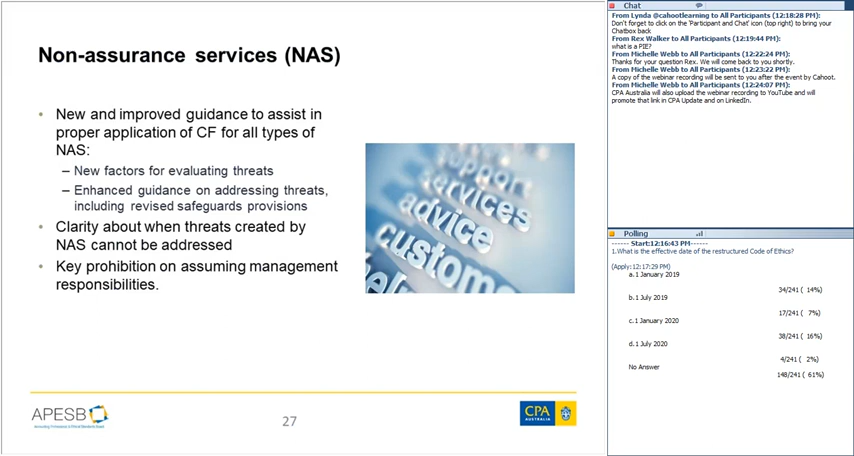 Non-assurance services (NAS)
• New and improved guidance to assist in
proper application of CF for all types of
NAS:
– New factors for evaluating threats
– Enhanced guidance on addressing threats,
including revised safeguards provisions
• Clarity about when threats created by
NAS cannot be addressed
• Key prohibition on assuming management
responsibilities.
support
services
advice
custom
APESB
27
CPA
AUSTRALIA
Chat
From Lynda @cahootlearning to All Participants (12:18:28 PM):
Don't forget to click on the 'Participant and Chat' icon (top right) to bring your
Chatbox back
From Rex Walker to All Participants (12:19:44 PM):
what is a PIE?
From Michelle Webb to All Participants (12:22:24 PM):
Thanks for your question Rex. We will come back to you shortly.
From Michelle Webb to All Participants (12:23:22 PM):
A copy of the webinar recording will be sent to you after the event by Cahoot.
From Michelle Webb to All Participants (12:24:07 PM):
CPA Australia will also upload the webinar recording to YouTube and will
promote that link in CPA Update and on LinkedIn.
Polling
------ Start:12:16:43 PM------
1.What is the effective date of the restructured Code of Ethics?
(Apply:12:17:29 PM)
a.1 January 2019
34/241 ( 14%)
b.1 July 2019
17/241 ( 7%)
c.1 January 2020
38/241 ( 16%)
d.1 July 2020
4/241 ( 2%)
No Answer
148/241 ( 61%)